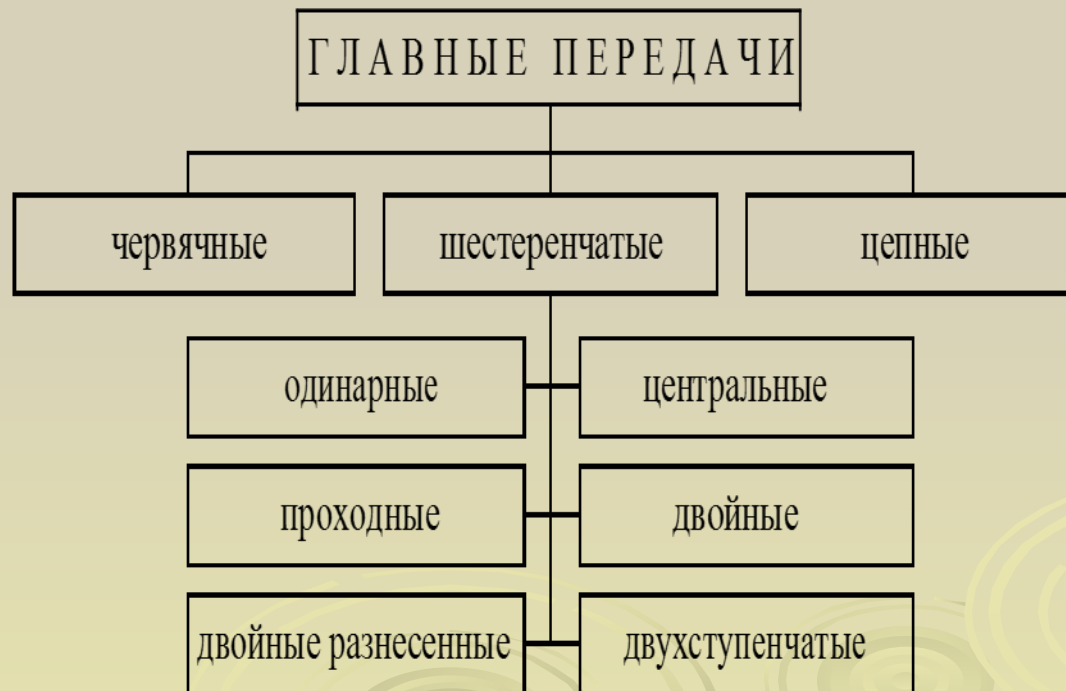 ГЛАВНЫЕ ПЕРЕДАЧИ
червячные
шестеренчатые
цепные
одинарные
центральные
проходные
двойные
двойные разнесенные
двухступенчатые